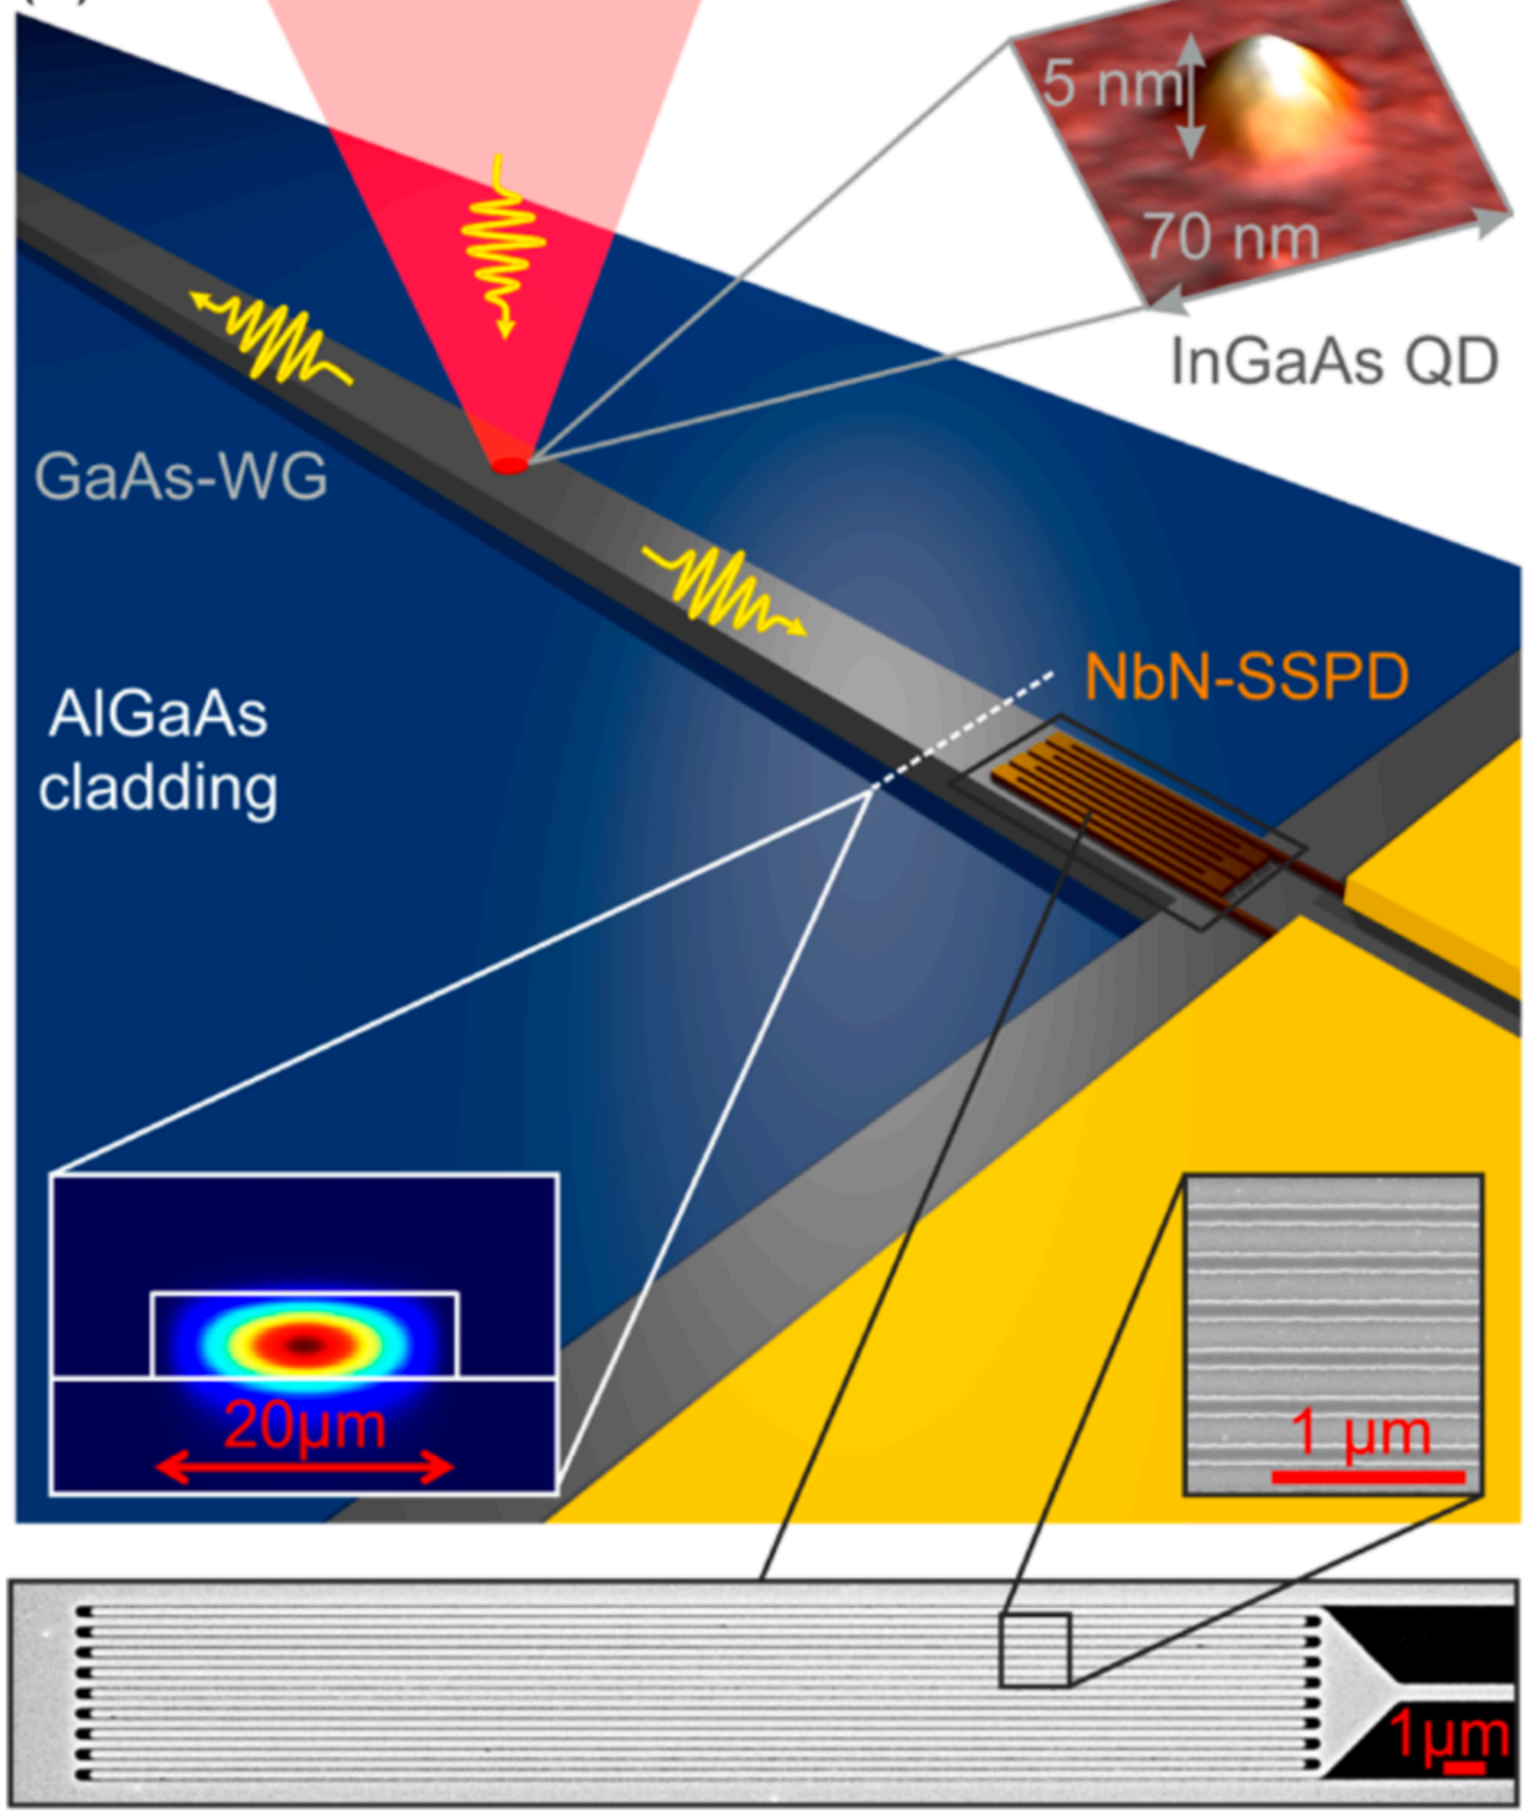 5 nm
70 nm
InGaAs QD
GaAs-WG
NbN-SSPD
AlGaAs
cladding
20µm
1 µm
1µm